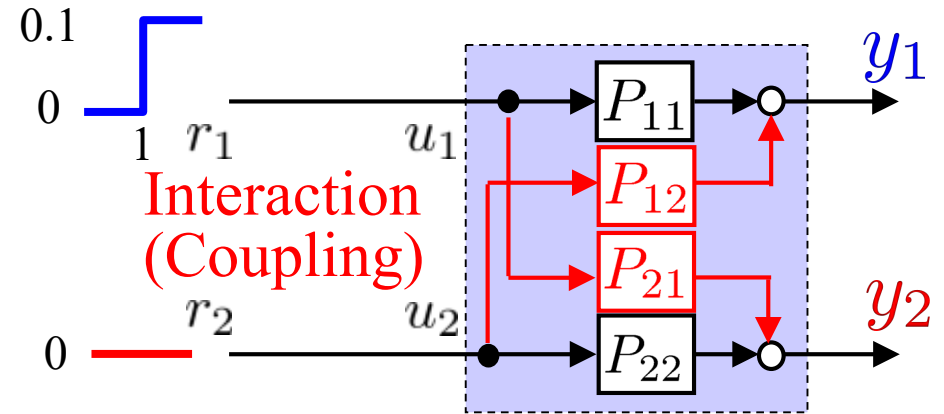 0.1
0
1
r₁
u₁
P₁₁
y₁
Interaction
(Coupling)
P₁₂
P₂₁
0
r₂
u₂
P₂₂
y₂